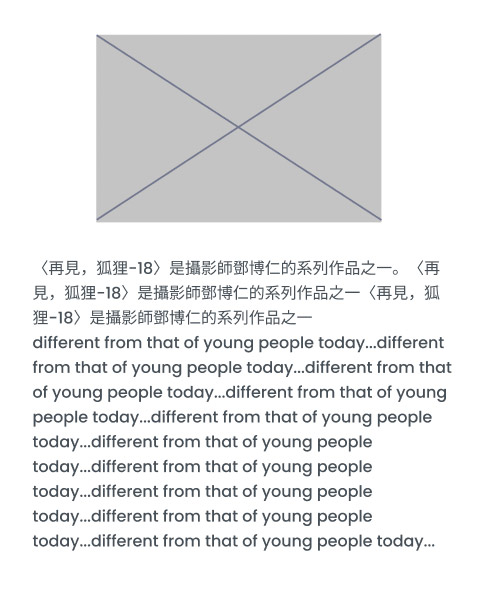 〈再見，狐狸-18〉是攝影師鄧博仁的系列作品之一。〈再
見，狐狸-18〉是攝影師鄧博仁的系列作品之一〈再見，狐
狸-18〉是攝影師鄧博仁的系列作品之一
different from that of young people today...different
from that of young people today...different from that
of young people today...different from that of young
people today...different from that of young people
today...different from that of young people
today...different from that of young people
today...different from that of young people
today...different from that of young people
today...different from that of young people today...